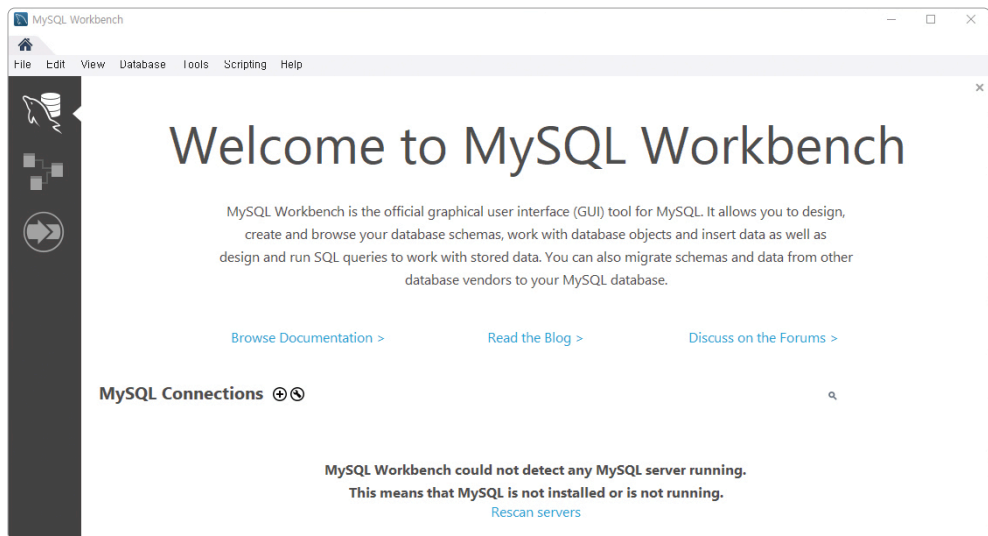 MySQL Workbench
File Edit View Database Tools Scripting Help
Welcome to MySQL Workbench
MySQL Workbench is the official graphical user interface (GUI) tool for MySQL. It allows you to design,
create and browse your database schemas, work with database objects and insert data as well as
design and run SQL queries to work with stored data. You can also migrate schemas and data from other
database vendors to your MySQL database.
Browse Documentation > Read the Blog > Discuss on the Forums >
MySQL Connections
MySQL Workbench could not detect any MySQL server running.
This means that MySQL is not installed or is not running.
Rescan servers